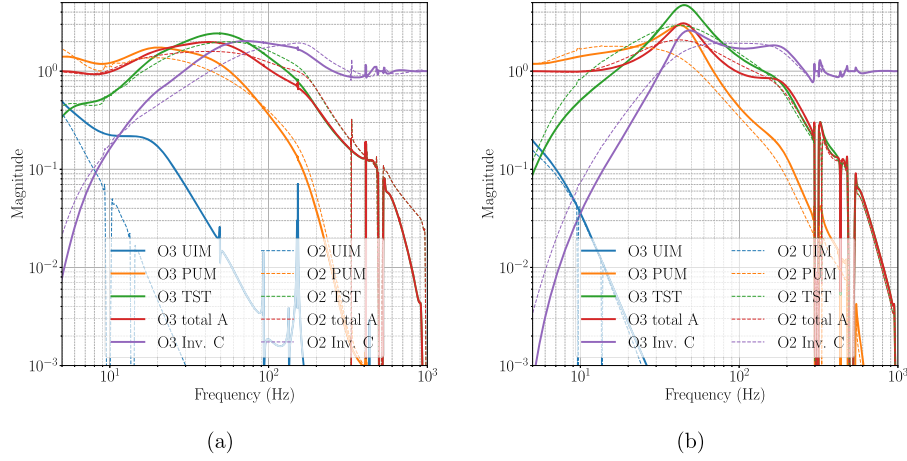 10^0
10^-1
10^-2
10^-3
Magnitude
O3 UIM
O3 PUM
O3 TST
O3 total A
O3 Inv. C
O2 UIM
O2 PUM
O2 TST
O2 total A
O2 Inv. C
10^1
10^2
10^3
Frequency (Hz)
(a)
10^0
10^-1
10^-2
10^-3
Magnitude
O3 UIM
O3 PUM
O3 TST
O3 total A
O3 Inv. C
O2 UIM
O2 PUM
O2 TST
O2 total A
O2 Inv. C
10^1
10^2
10^3
Frequency (Hz)
(b)